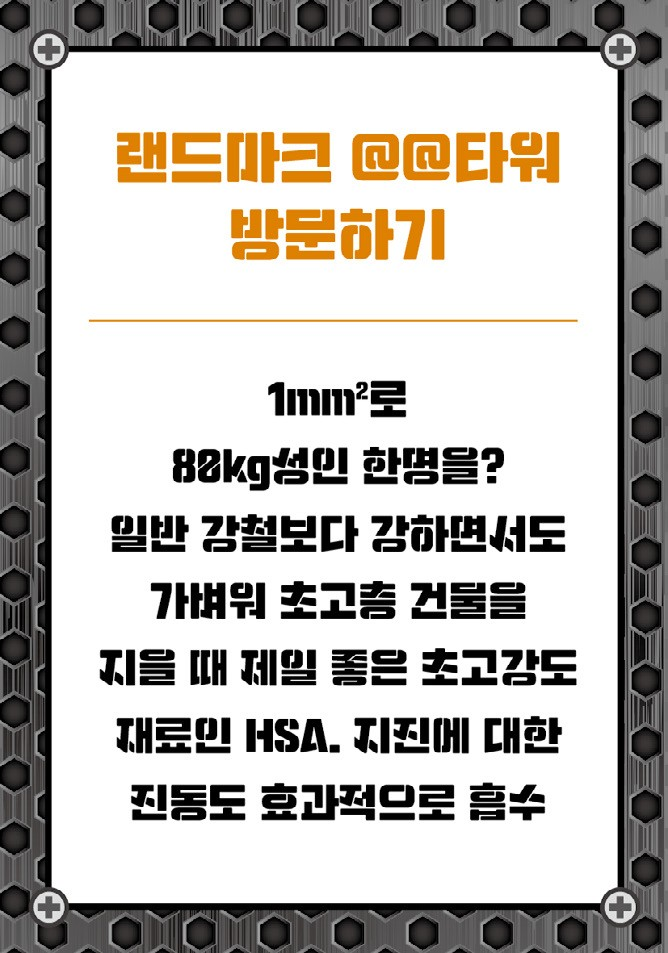 랜드마크 @@타워
방문하기
1mm²로
80kg성인 한명을?
일반 강철보다 강하면서도
가벼워 초고층 건물을
지을 때 제일 좋은 초고강도
재료인 HSA. 지진에 대한
진동도 효과적으로 흡수